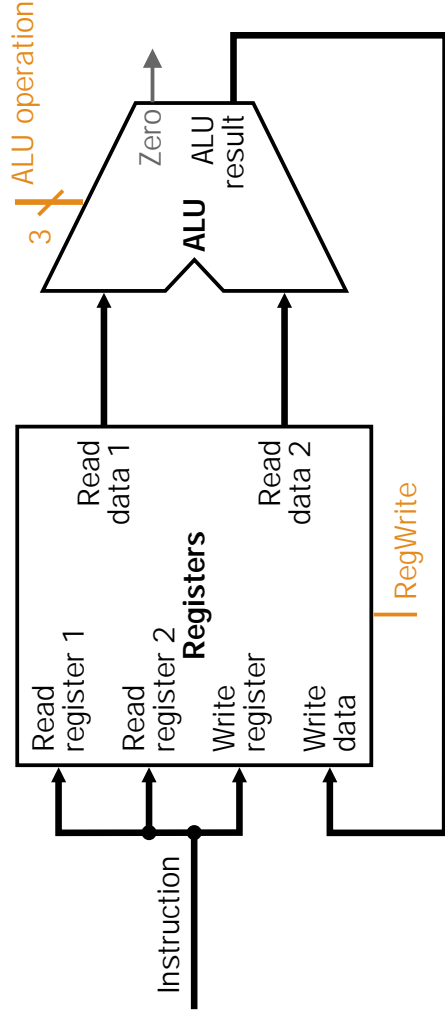 Instruction
Read
register 1
Read
register 2
Write
register
Write
data
Registers
Read
data 1
Read
data 2
RegWrite
3
ALU operation
ALU
Zero
ALU
result